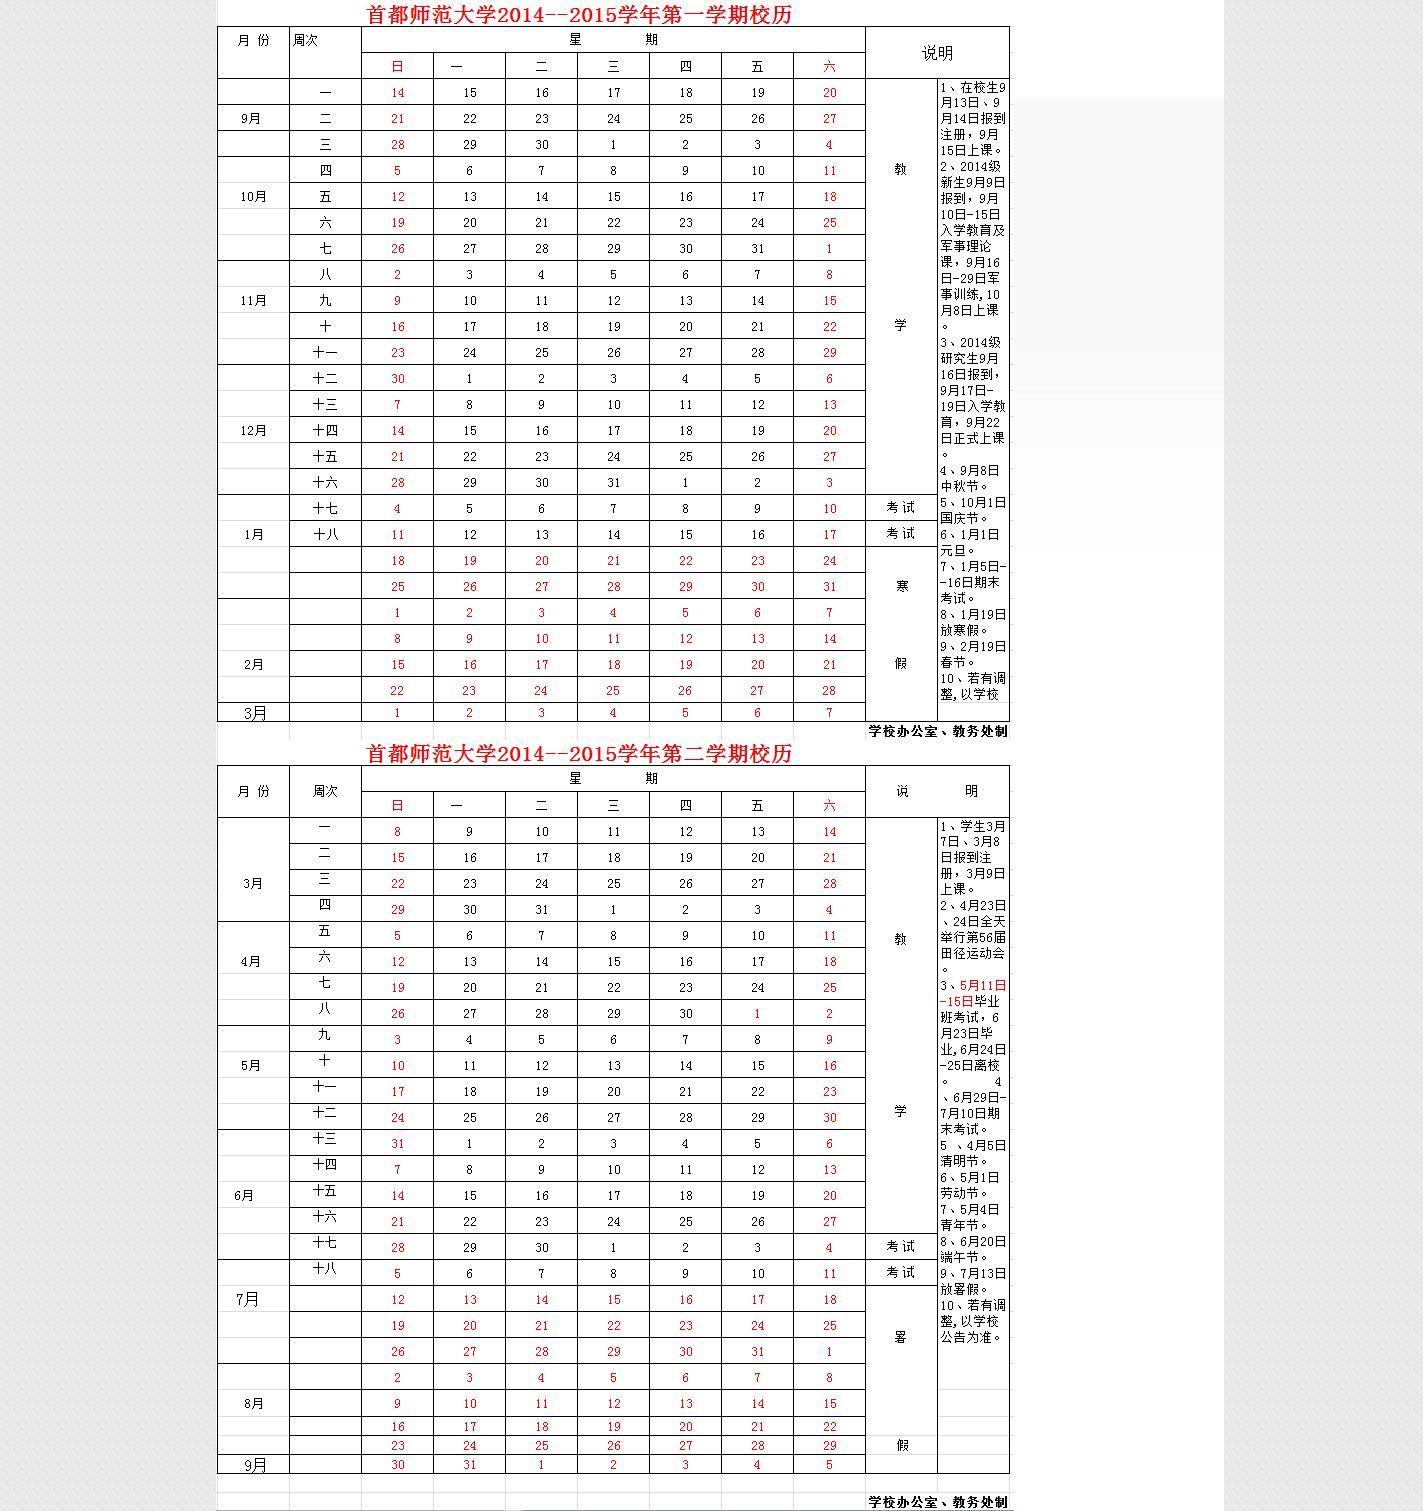 首都师范大学2014--2015学年第一学期校历
月 份 周次 星 期 说明
日 一 二 三 四 五 六
一 14 15 16 17 18 19 20
9月 二 21 22 23 24 25 26 27
三 28 29 30 1 2 3 4
四 5 6 7 8 9 10 11 教
10月 五 12 13 14 15 16 17 18
六 19 20 21 22 23 24 25
七 26 27 28 29 30 31 1
八 2 3 4 5 6 7 8
11月 九 9 10 11 12 13 14 15
十 16 17 18 19 20 21 22 学
十一 23 24 25 26 27 28 29
十二 30 1 2 3 4 5 6
十三 7 8 9 10 11 12 13
12月 十四 14 15 16 17 18 19 20
十五 21 22 23 24 25 26 27
十六 28 29 30 31 1 2 3
十七 4 5 6 7 8 9 10 考 试
1月 十八 11 12 13 14 15 16 17 考 试
18 19 20 21 22 23 24
25 26 27 28 29 30 31 寒
1 2 3 4 5 6 7
8 9 10 11 12 13 14
2月 15 16 17 18 19 20 21 假
22 23 24 25 26 27 28
3月 1 2 3 4 5 6 7
1、在校生9
月13日、9
月14日报到
注册，9月
15日上课。
2、2014级
新生9月9日
报到，9月
10日-15日
入学教育及
军事理论
课，9月16
日-29日军
事训练,10
月8日上课
。
3、2014级
研究生9月
16日报到，
9月17日-
19日入学教
育，9月22
日正式上课
。
4、9月8日
中秋节。
5、10月1日
国庆节。
6、1月1日
元旦。
7、1月5日-
-16日期末
考试。
8、1月19日
放寒假。
9、2月19日
春节。
10、若有调
整,以学校
学校办公室、教务处制
首都师范大学2014--2015学年第二学期校历
月 份 周次 星 期 说 明
日 一 二 三 四 五 六
一 8 9 10 11 12 13 14
二 15 16 17 18 19 20 21
3月 三 22 23 24 25 26 27 28
四 29 30 31 1 2 3 4
五 5 6 7 8 9 10 11 教
4月 六 12 13 14 15 16 17 18
七 19 20 21 22 23 24 25
八 26 27 28 29 30 1 2
九 3 4 5 6 7 8 9
5月 十 10 11 12 13 14 15 16
十一 17 18 19 20 21 22 23 学
十二 24 25 26 27 28 29 30
十三 31 1 2 3 4 5 6
十四 7 8 9 10 11 12 13
6月 十五 14 15 16 17 18 19 20
十六 21 22 23 24 25 26 27
十七 28 29 30 1 2 3 4 考 试
十八 5 6 7 8 9 10 11 考 试
7月 12 13 14 15 16 17 18
19 20 21 22 23 24 25 署
26 27 28 29 30 31 1
2 3 4 5 6 7 8
8月 9 10 11 12 13 14 15
16 17 18 19 20 21 22
23 24 25 26 27 28 29 假
9月 30 31 1 2 3 4 5
1、学生3月
7日、3月8
日报到注
册，3月9日
上课。
2、4月23日
、24日全天
举行第56届
田径运动会
。
3、5月11日
-15日毕业
班考试，6
月23日毕
业,6月24日
-25日离校
。 4
、6月29日-
7月10日期
末考试。
5 、4月5日
清明节。
6、5月1日
劳动节。
7、5月4日
青年节。
8、6月20日
端午节。
9、7月13日
放署假。
10、若有调
整,以学校
公告为准。
学校办公室、教务处制